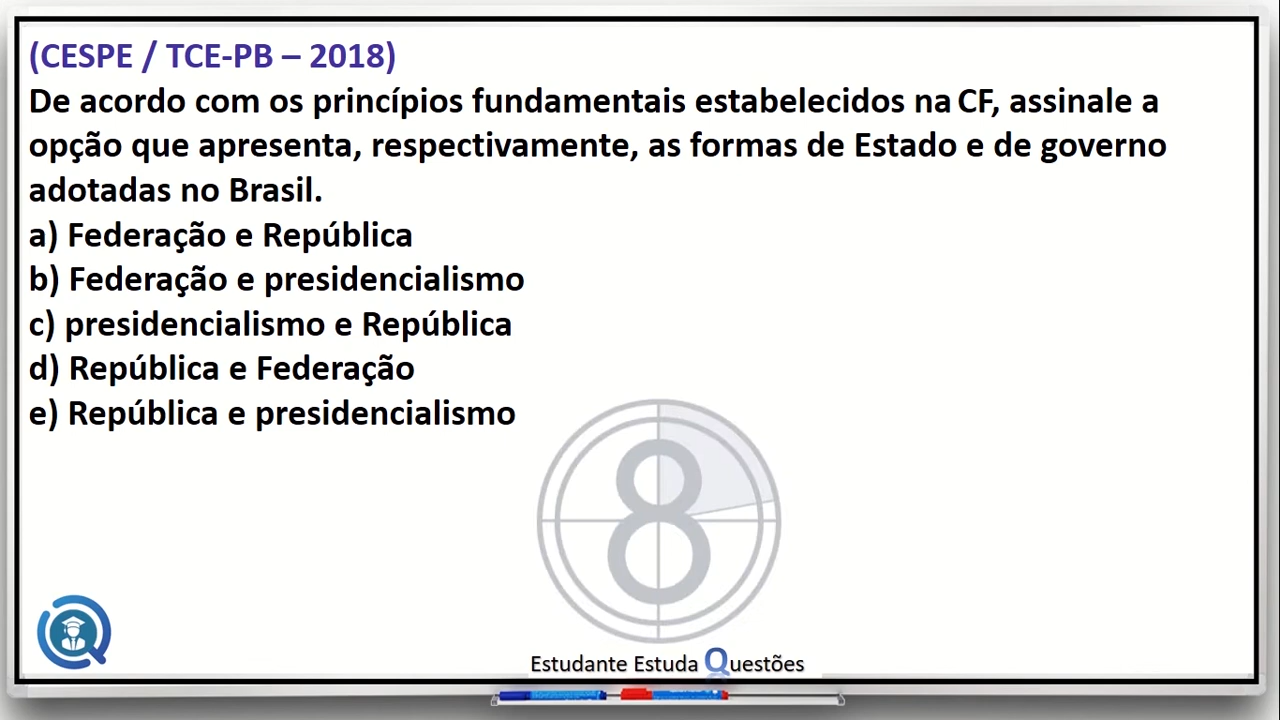 (CESPE / TCE-PB – 2018)
De acordo com os princípios fundamentais estabelecidos na CF, assinale a
opção que apresenta, respectivamente, as formas de Estado e de governo
adotadas no Brasil.
a) Federação e República
b) Federação e presidencialismo
c) presidencialismo e República
d) República e Federação
e) República e presidencialismo
8
Estudante Estuda Questões